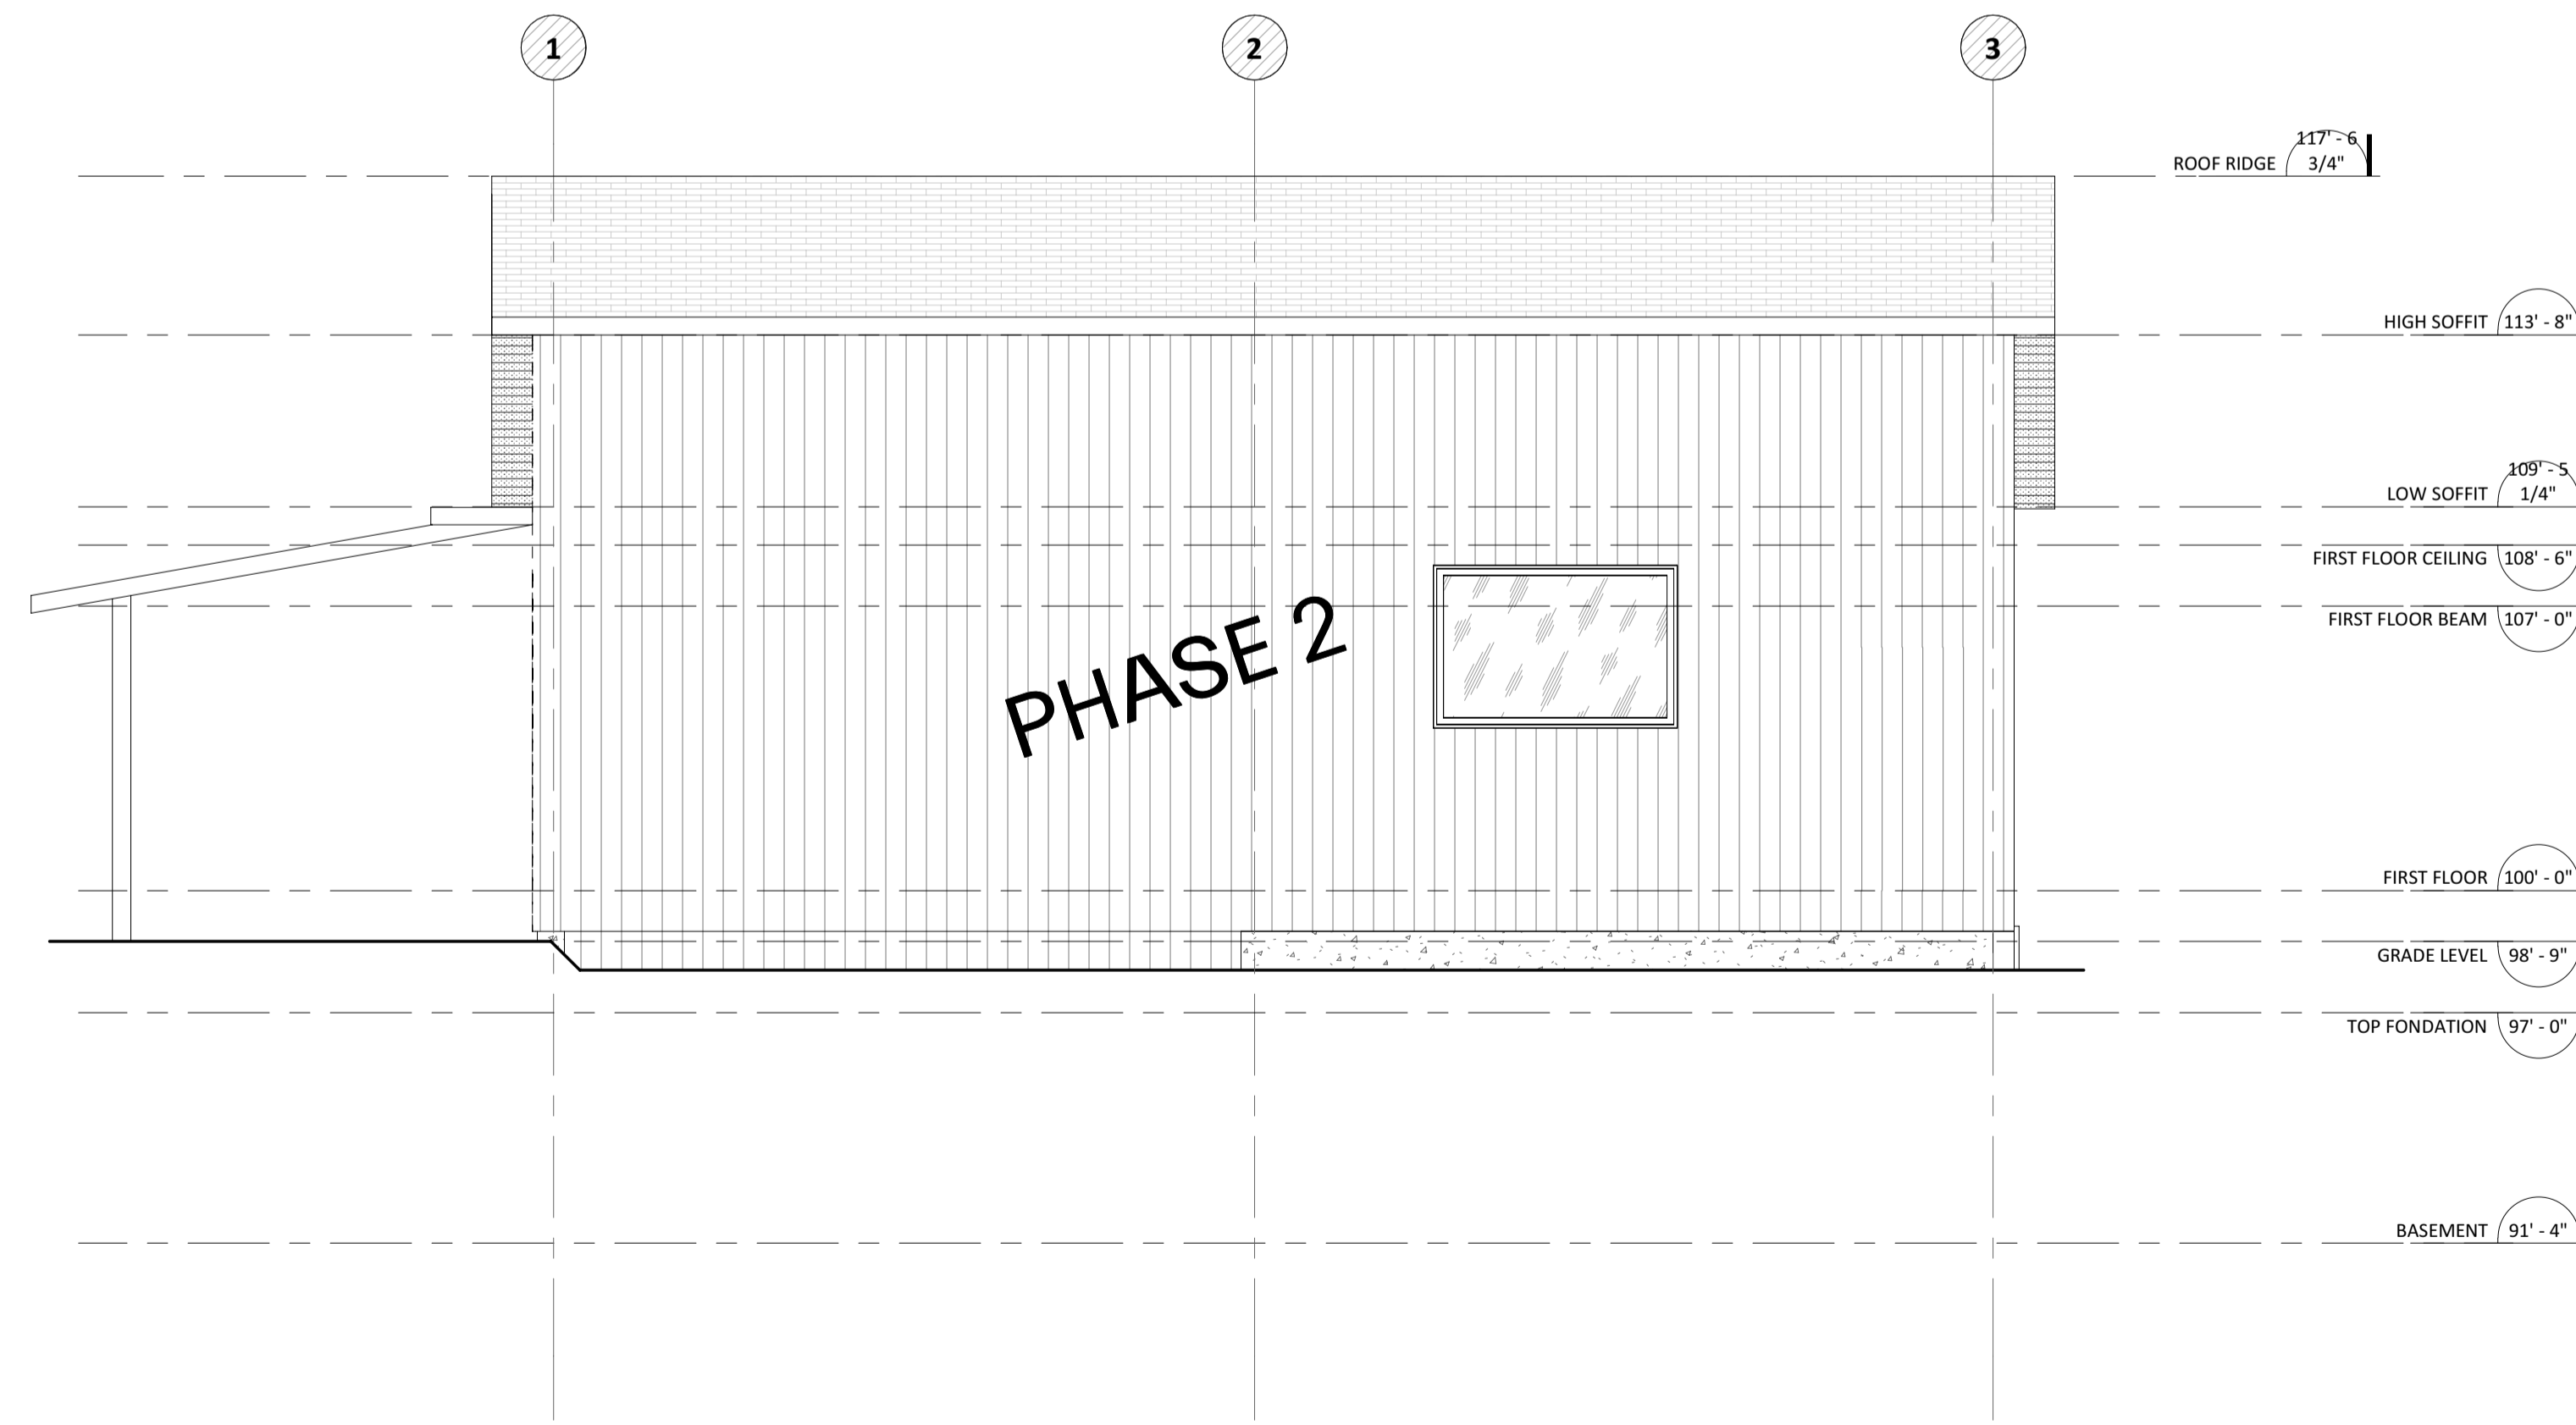 1
2
3
117' - 6
ROOF RIDGE 3/4"
HIGH SOFFIT 113' - 8"
109' - 5
LOW SOFFIT 1/4"
FIRST FLOOR CEILING 108' - 6"
FIRST FLOOR BEAM 107' - 0"
PHASE 2
FIRST FLOOR 100' - 0"
GRADE LEVEL 98' - 9"
TOP FONDATION 97' - 0"
BASEMENT 91' - 4"